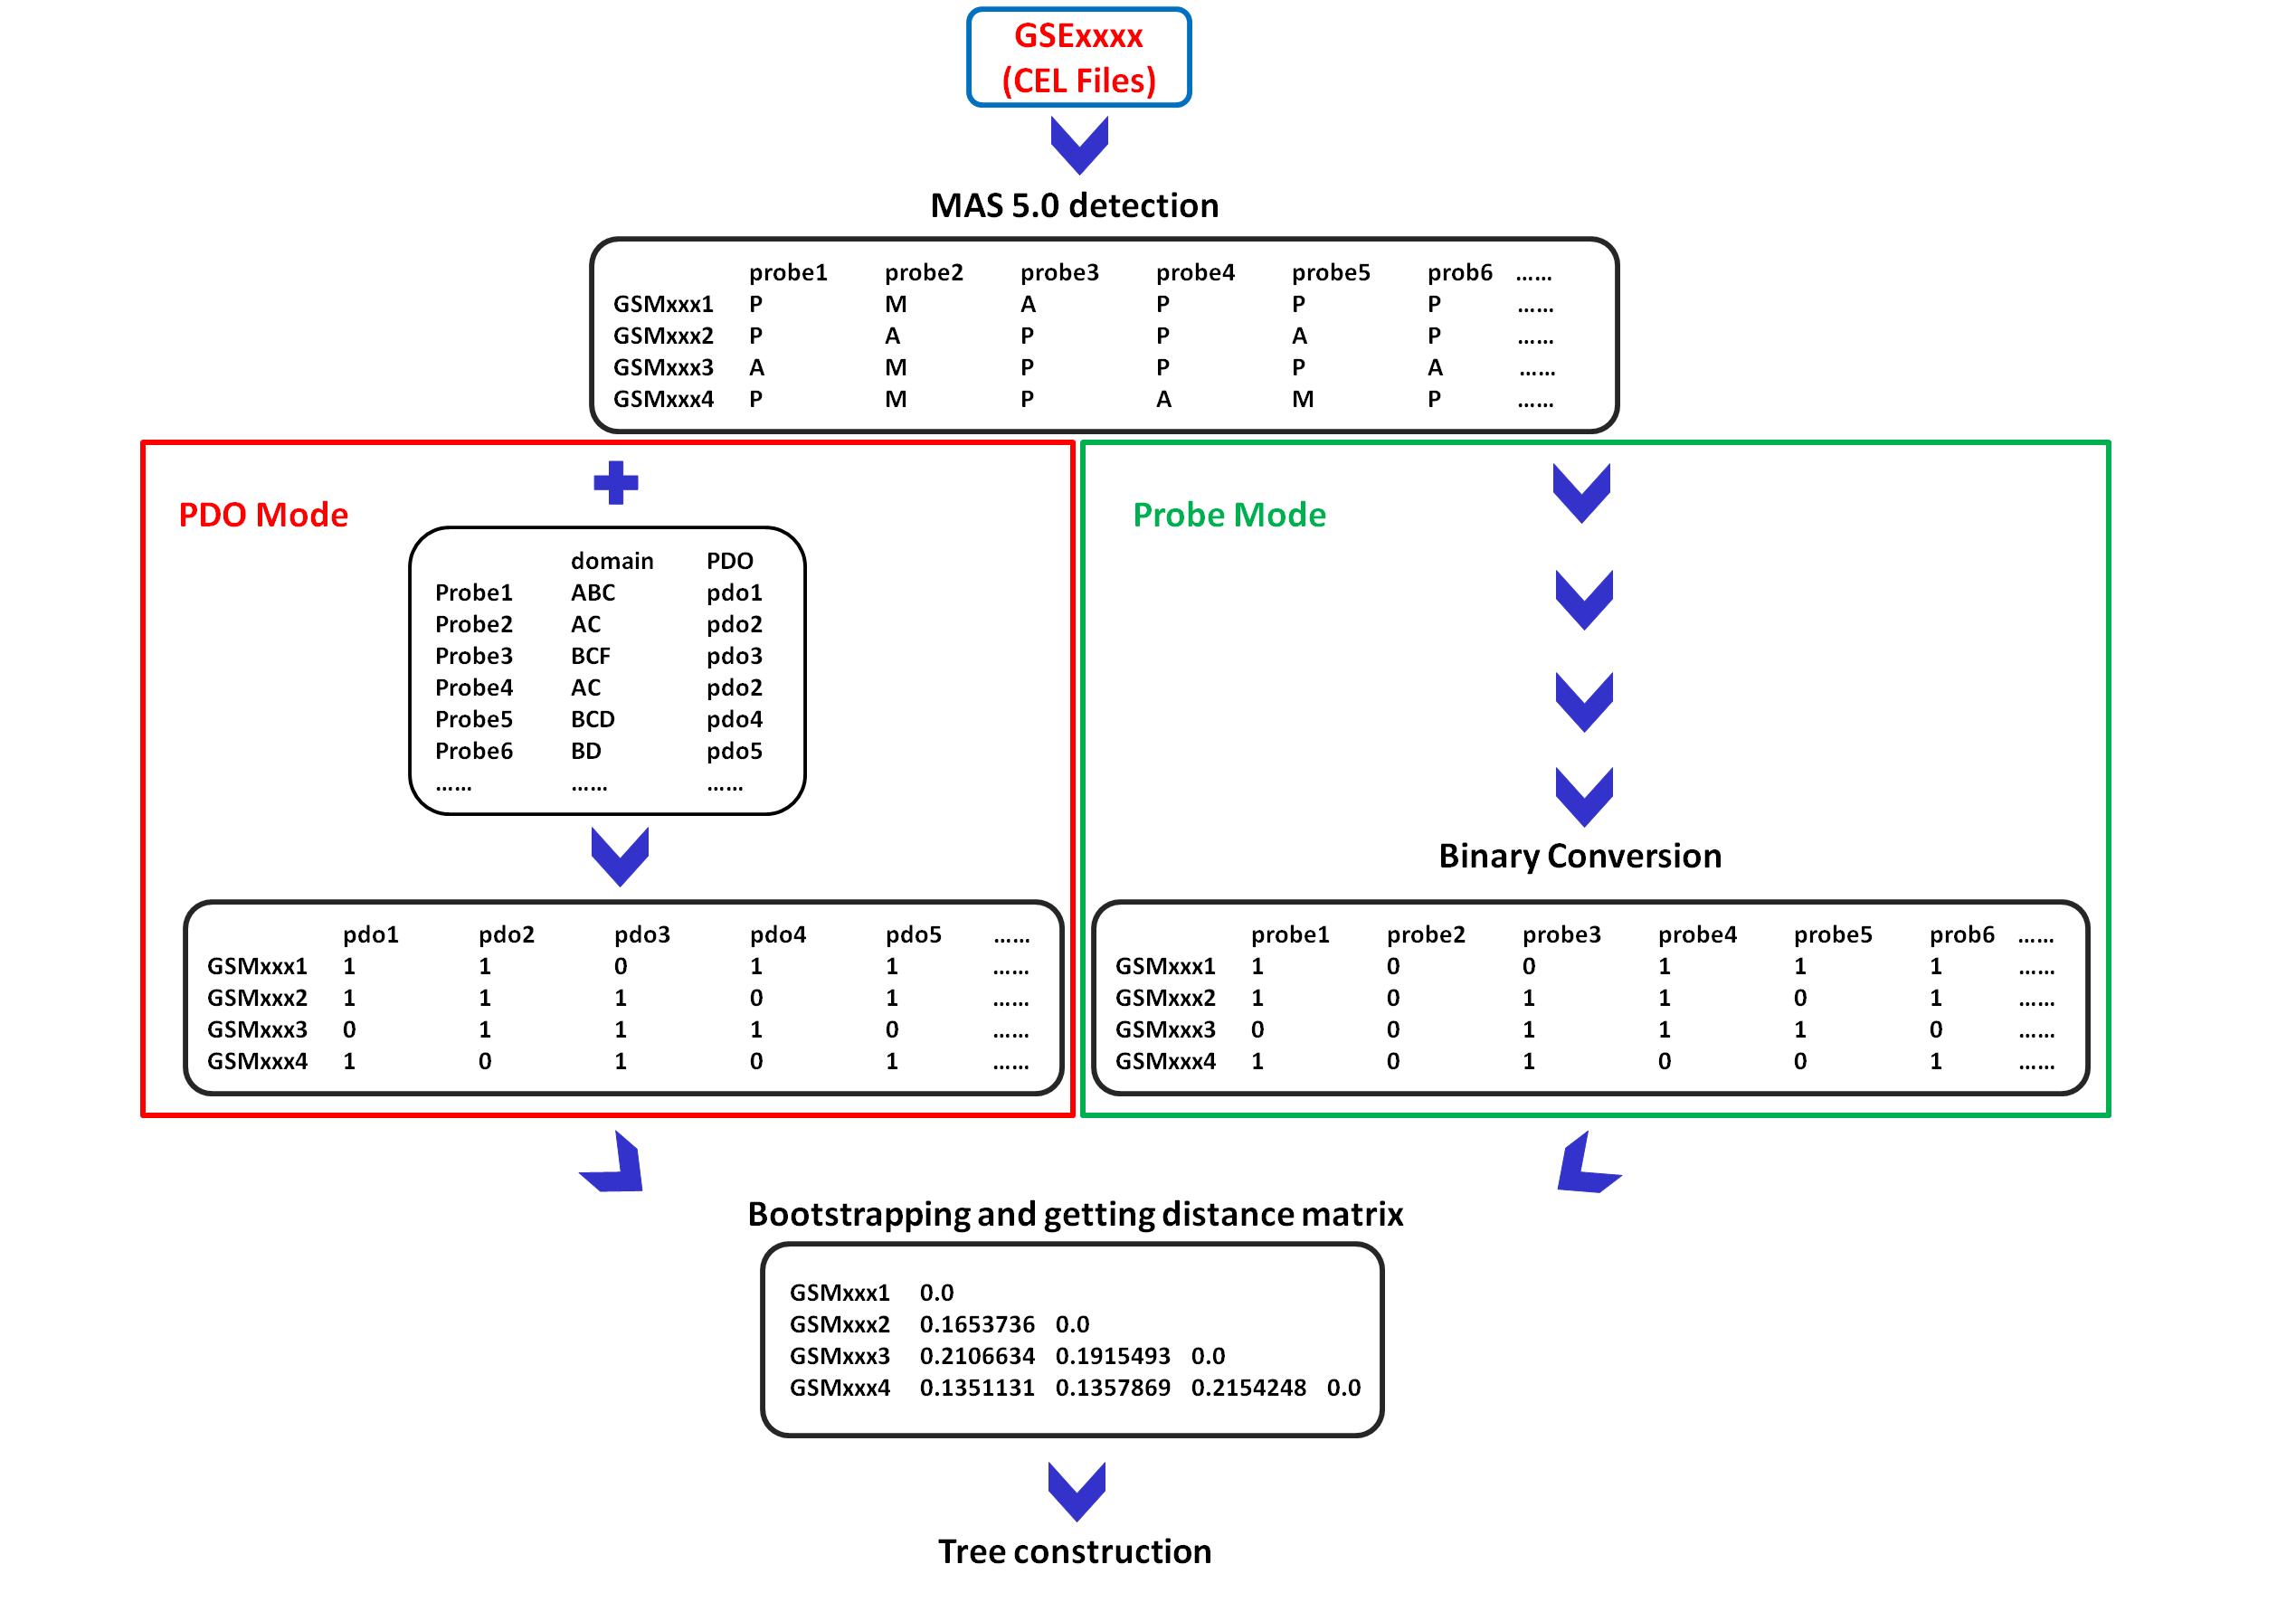 GSExxxx
(CEL Files)
MAS 5.0 detection
probe1 probe2 probe3 probe4 probe5 prob6 ……
GSMxxx1 P M A P P P ……
GSMxxx2 P A P P A P ……
GSMxxx3 A M P P P A ……
GSMxxx4 P M P A M P ……
PDO Mode
domain PDO
Probe1 ABC pdo1
Probe2 AC pdo2
Probe3 BCF pdo3
Probe4 AC pdo2
Probe5 BCD pdo4
Probe6 BD pdo5
…… …… ……
pdo1 pdo2 pdo3 pdo4 pdo5 ……
GSMxxx1 1 1 0 1 1 ……
GSMxxx2 1 1 1 0 1 ……
GSMxxx3 0 1 1 1 0 ……
GSMxxx4 1 0 1 0 1 ……
Probe Mode
Binary Conversion
probe1 probe2 probe3 probe4 probe5 prob6 ……
GSMxxx1 1 0 0 1 1 1 ……
GSMxxx2 1 0 1 1 0 1 ……
GSMxxx3 0 0 1 1 1 0 ……
GSMxxx4 1 0 1 0 0 1 ……
Bootstrapping and getting distance matrix
GSMxxx1 0.0
GSMxxx2 0.1653736 0.0
GSMxxx3 0.2106634 0.1915493 0.0
GSMxxx4 0.1351131 0.1357869 0.2154248 0.0
Tree construction